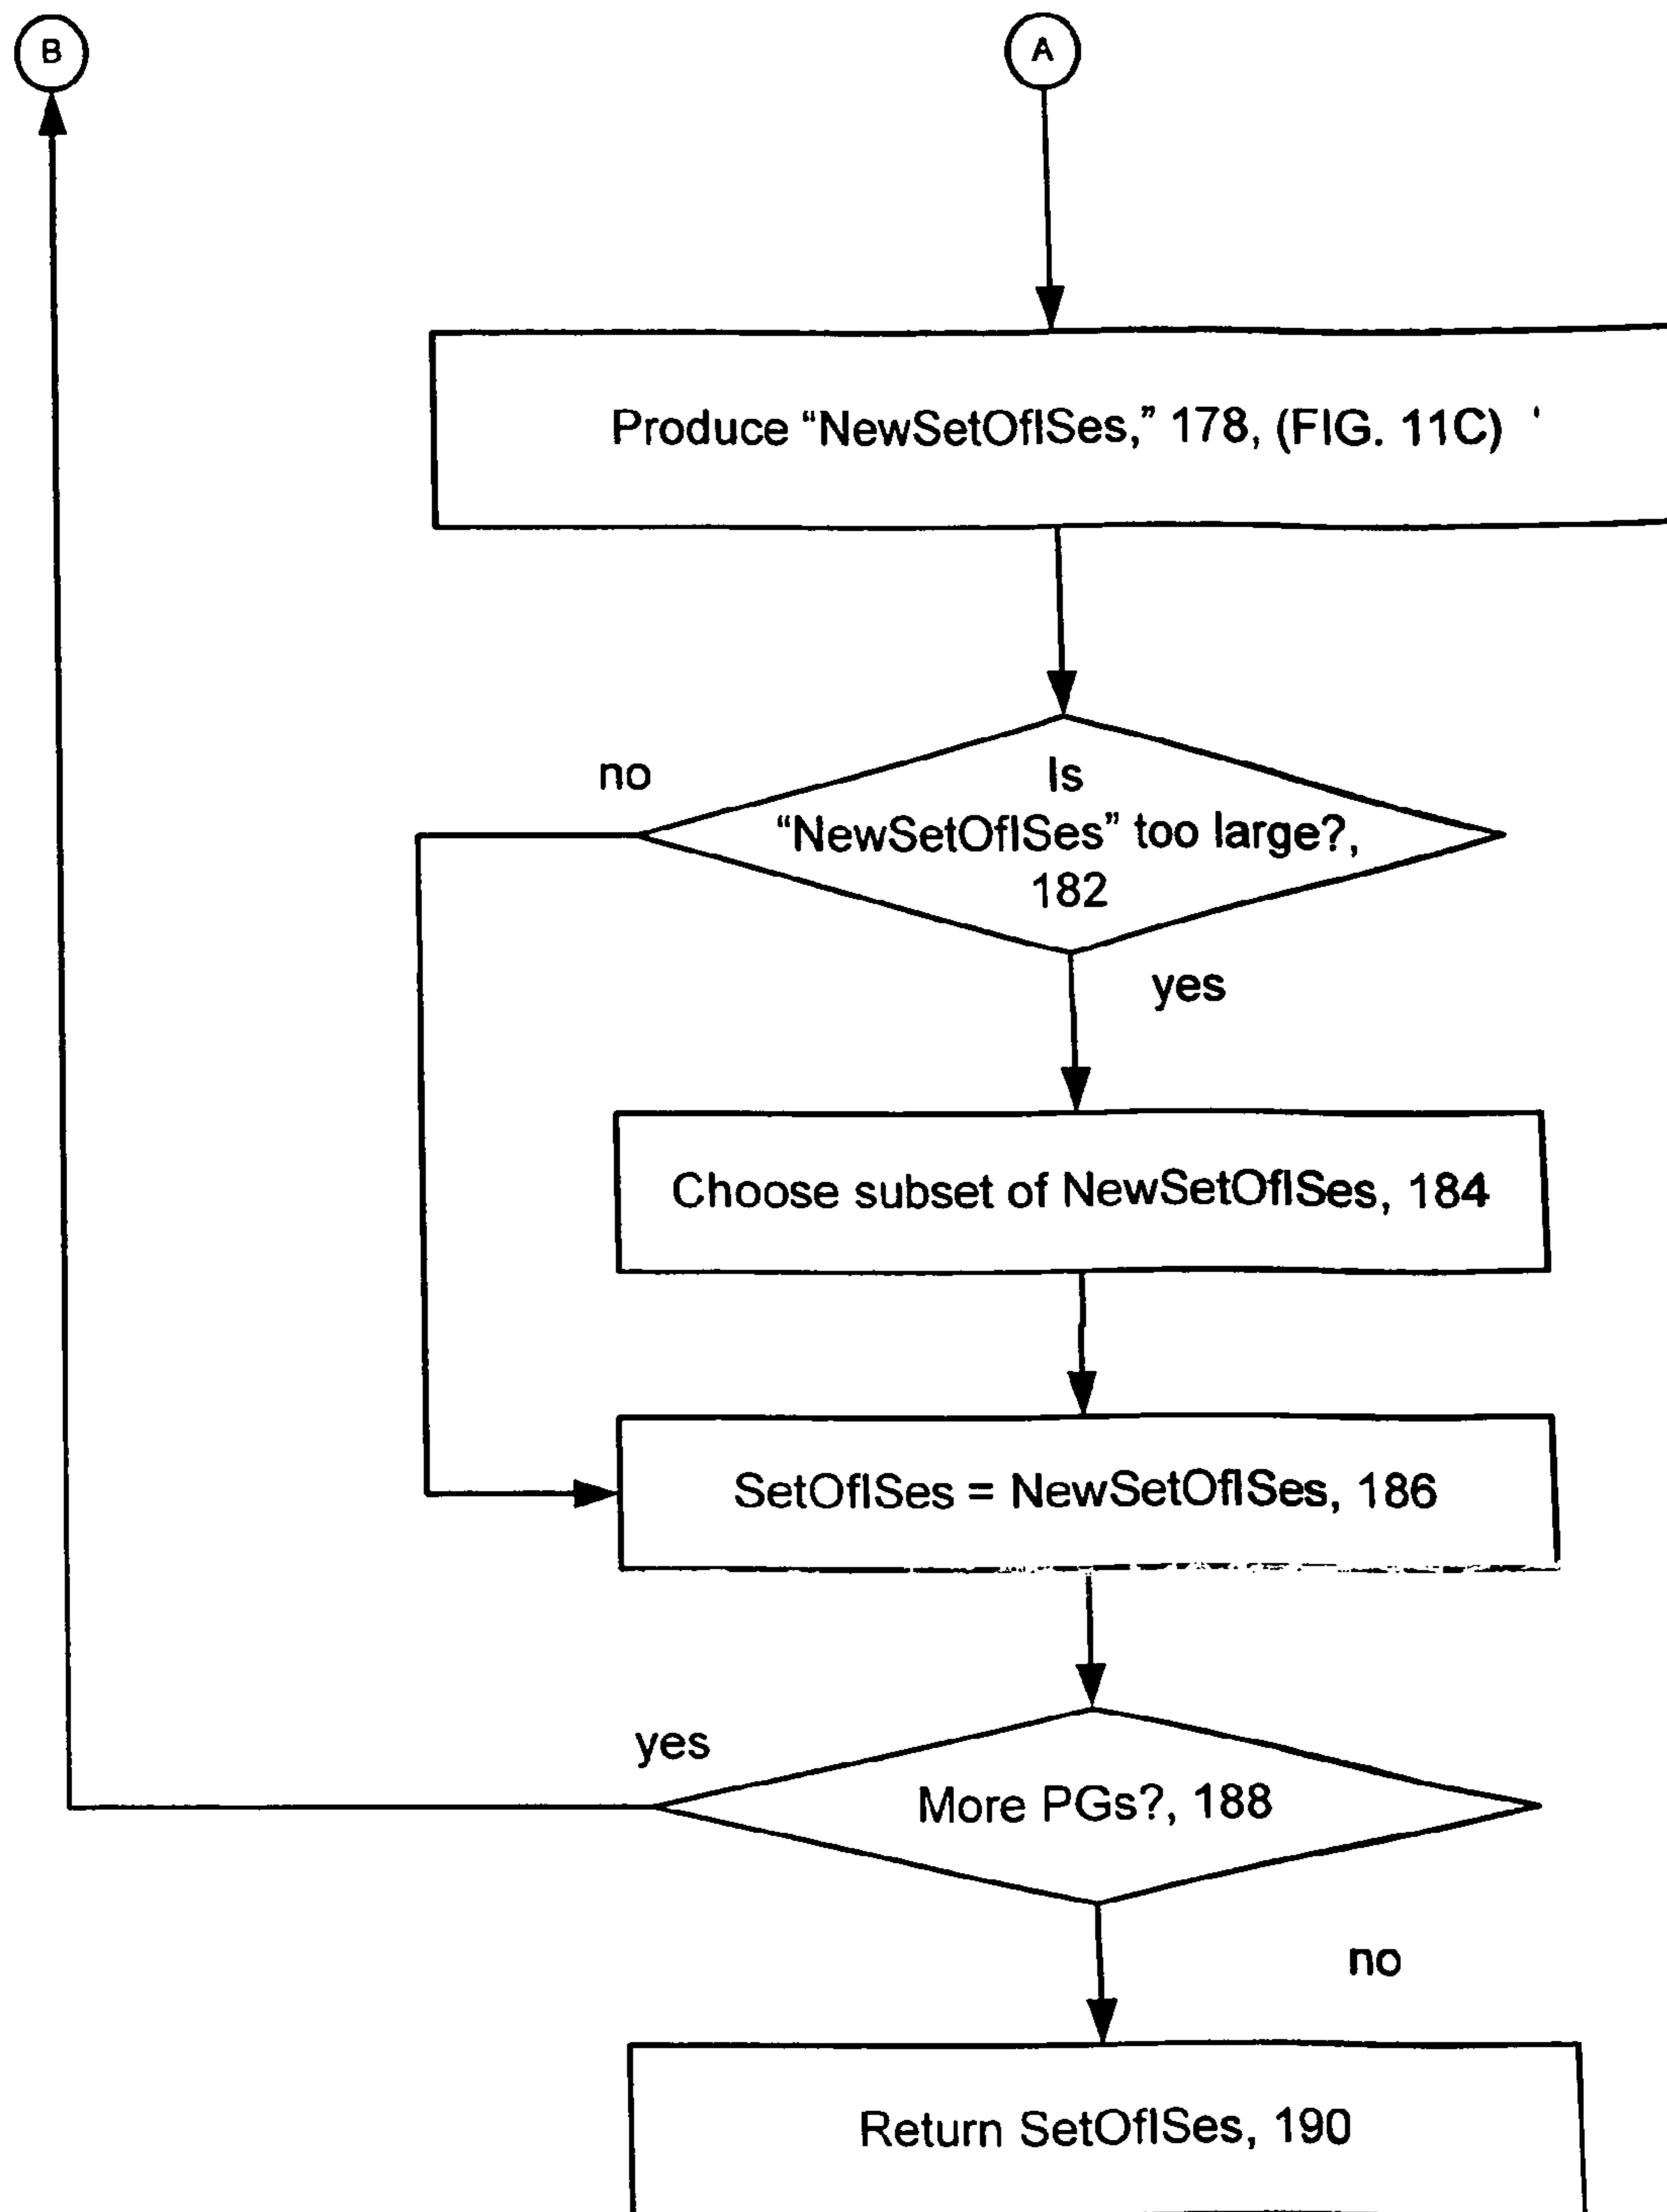 B
A
Produce “NewSetOfISes,” 178, (FIG. 11C)
no
Is
“NewSetOfISes” too large?,
182
yes
Choose subset of NewSetOfISes, 184
SetOfISes = NewSetOfISes, 186
yes
More PGs?, 188
no
Return SetOfISes, 190